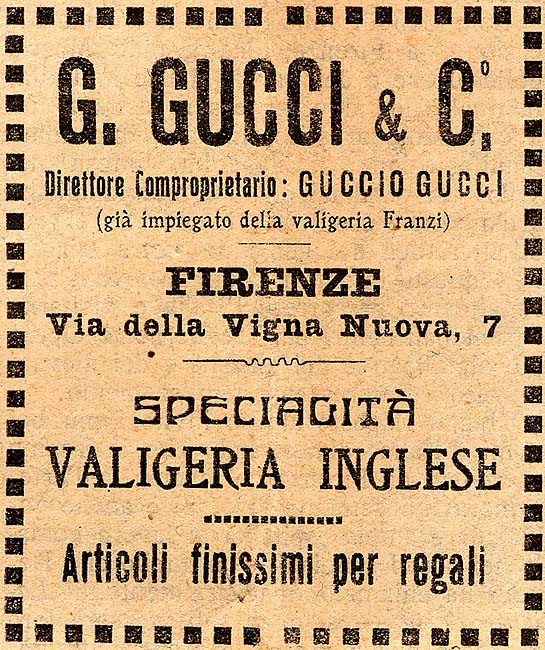 G. GUCCI & Cº.
Direttore Comproprietario: GUCCIO GUCCI
(già impiegato della valigeria Franzi)
FIRENZE
Via della Vigna Nuova, 7
SPECIALITÀ
VALIGERIA INGLESE
Articoli finissimi per regali